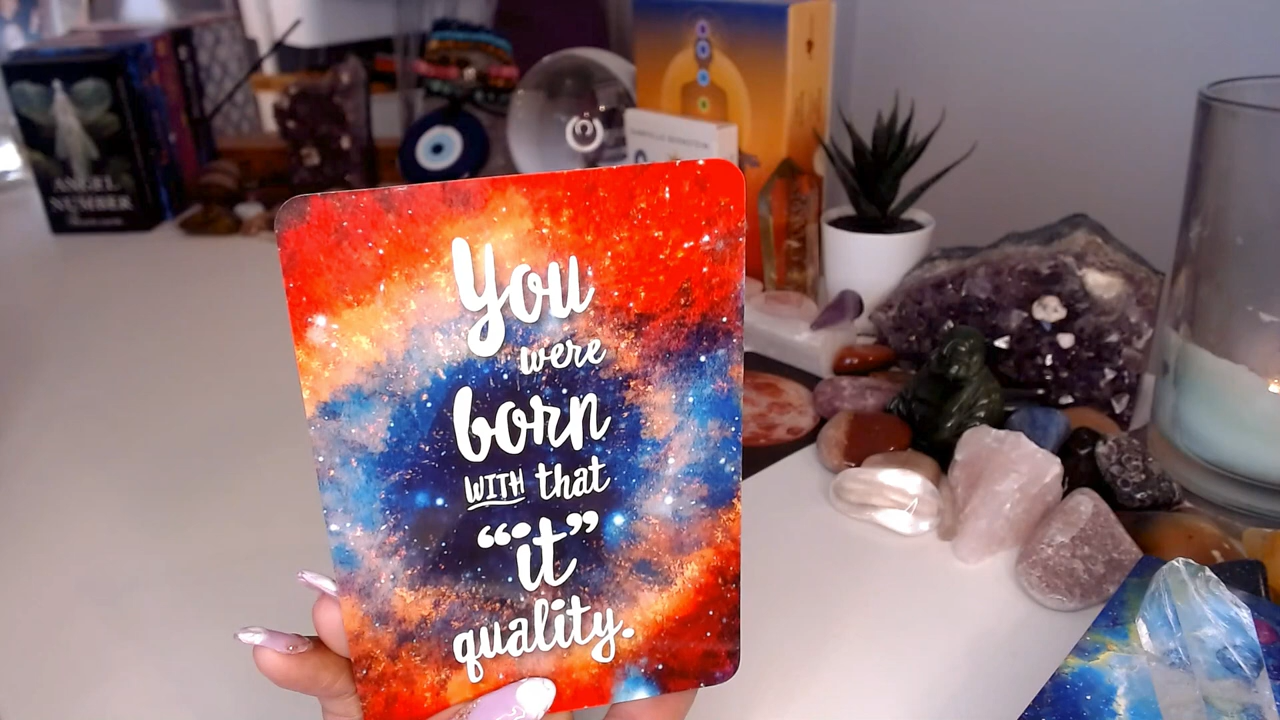 ANGEL
NUMBER
You
were
born
WITH that
“it”
quality.